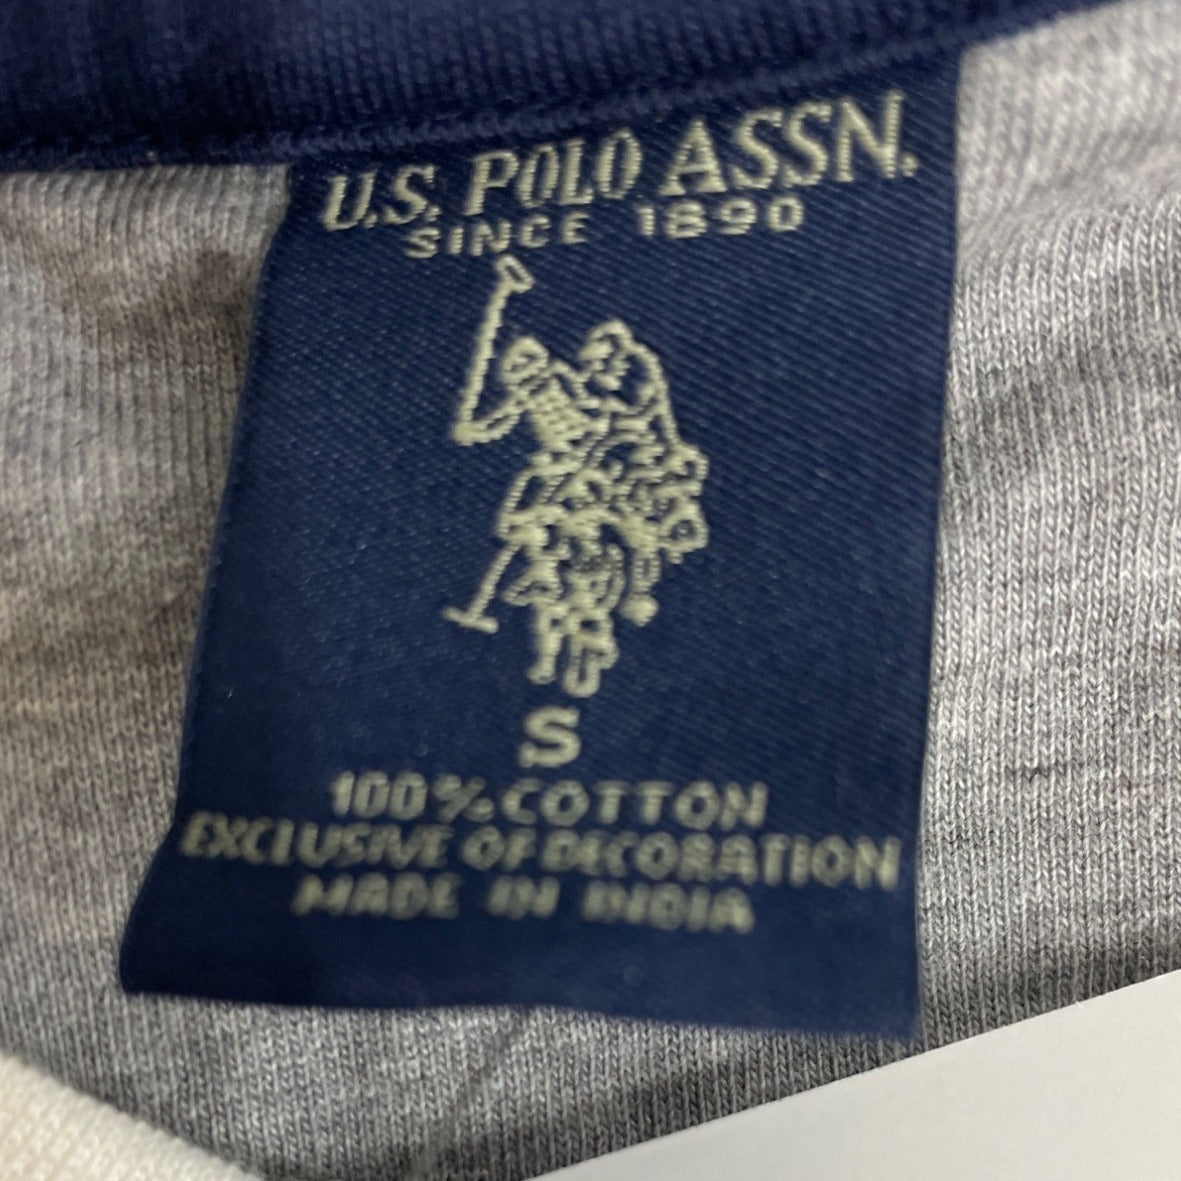 U.S. POLO ASSN.
SINCE 1890
S
100% COTTON
EXCLUSIVE OF DECORATION
MADE IN INDIA